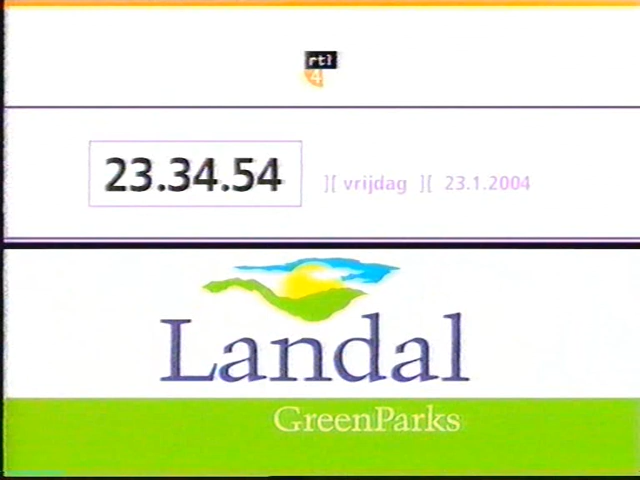 rtl
4
23.34.54
][ vrijdag ][ 23.1.2004
Landal
GreenParks